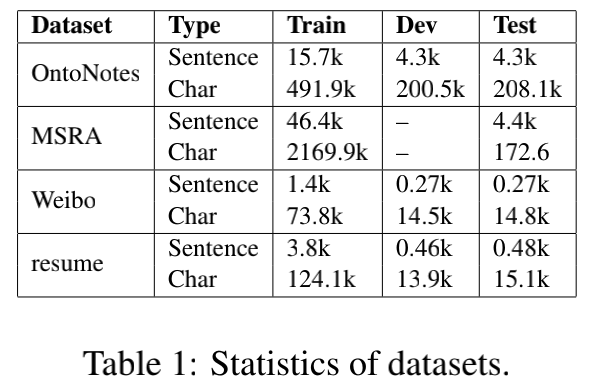 Dataset Type Train Dev Test
OntoNotes Sentence 15.7k 4.3k 4.3k
Char 491.9k 200.5k 208.1k
MSRA Sentence 46.4k – 4.4k
Char 2169.9k – 172.6
Weibo Sentence 1.4k 0.27k 0.27k
Char 73.8k 14.5k 14.8k
resume Sentence 3.8k 0.46k 0.48k
Char 124.1k 13.9k 15.1k
Table 1: Statistics of datasets.